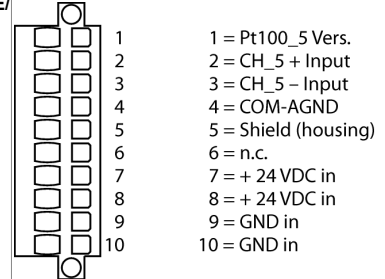 E/
1 1 = Pt100_5 Vers.
2 2 = CH_5 + Input
3 3 = CH_5 – Input
4 4 = COM-AGND
5 5 = Shield (housing)
6 6 = n.c.
7 7 = + 24 VDC in
8 8 = + 24 VDC in
9 9 = GND in
10 10 = GND in